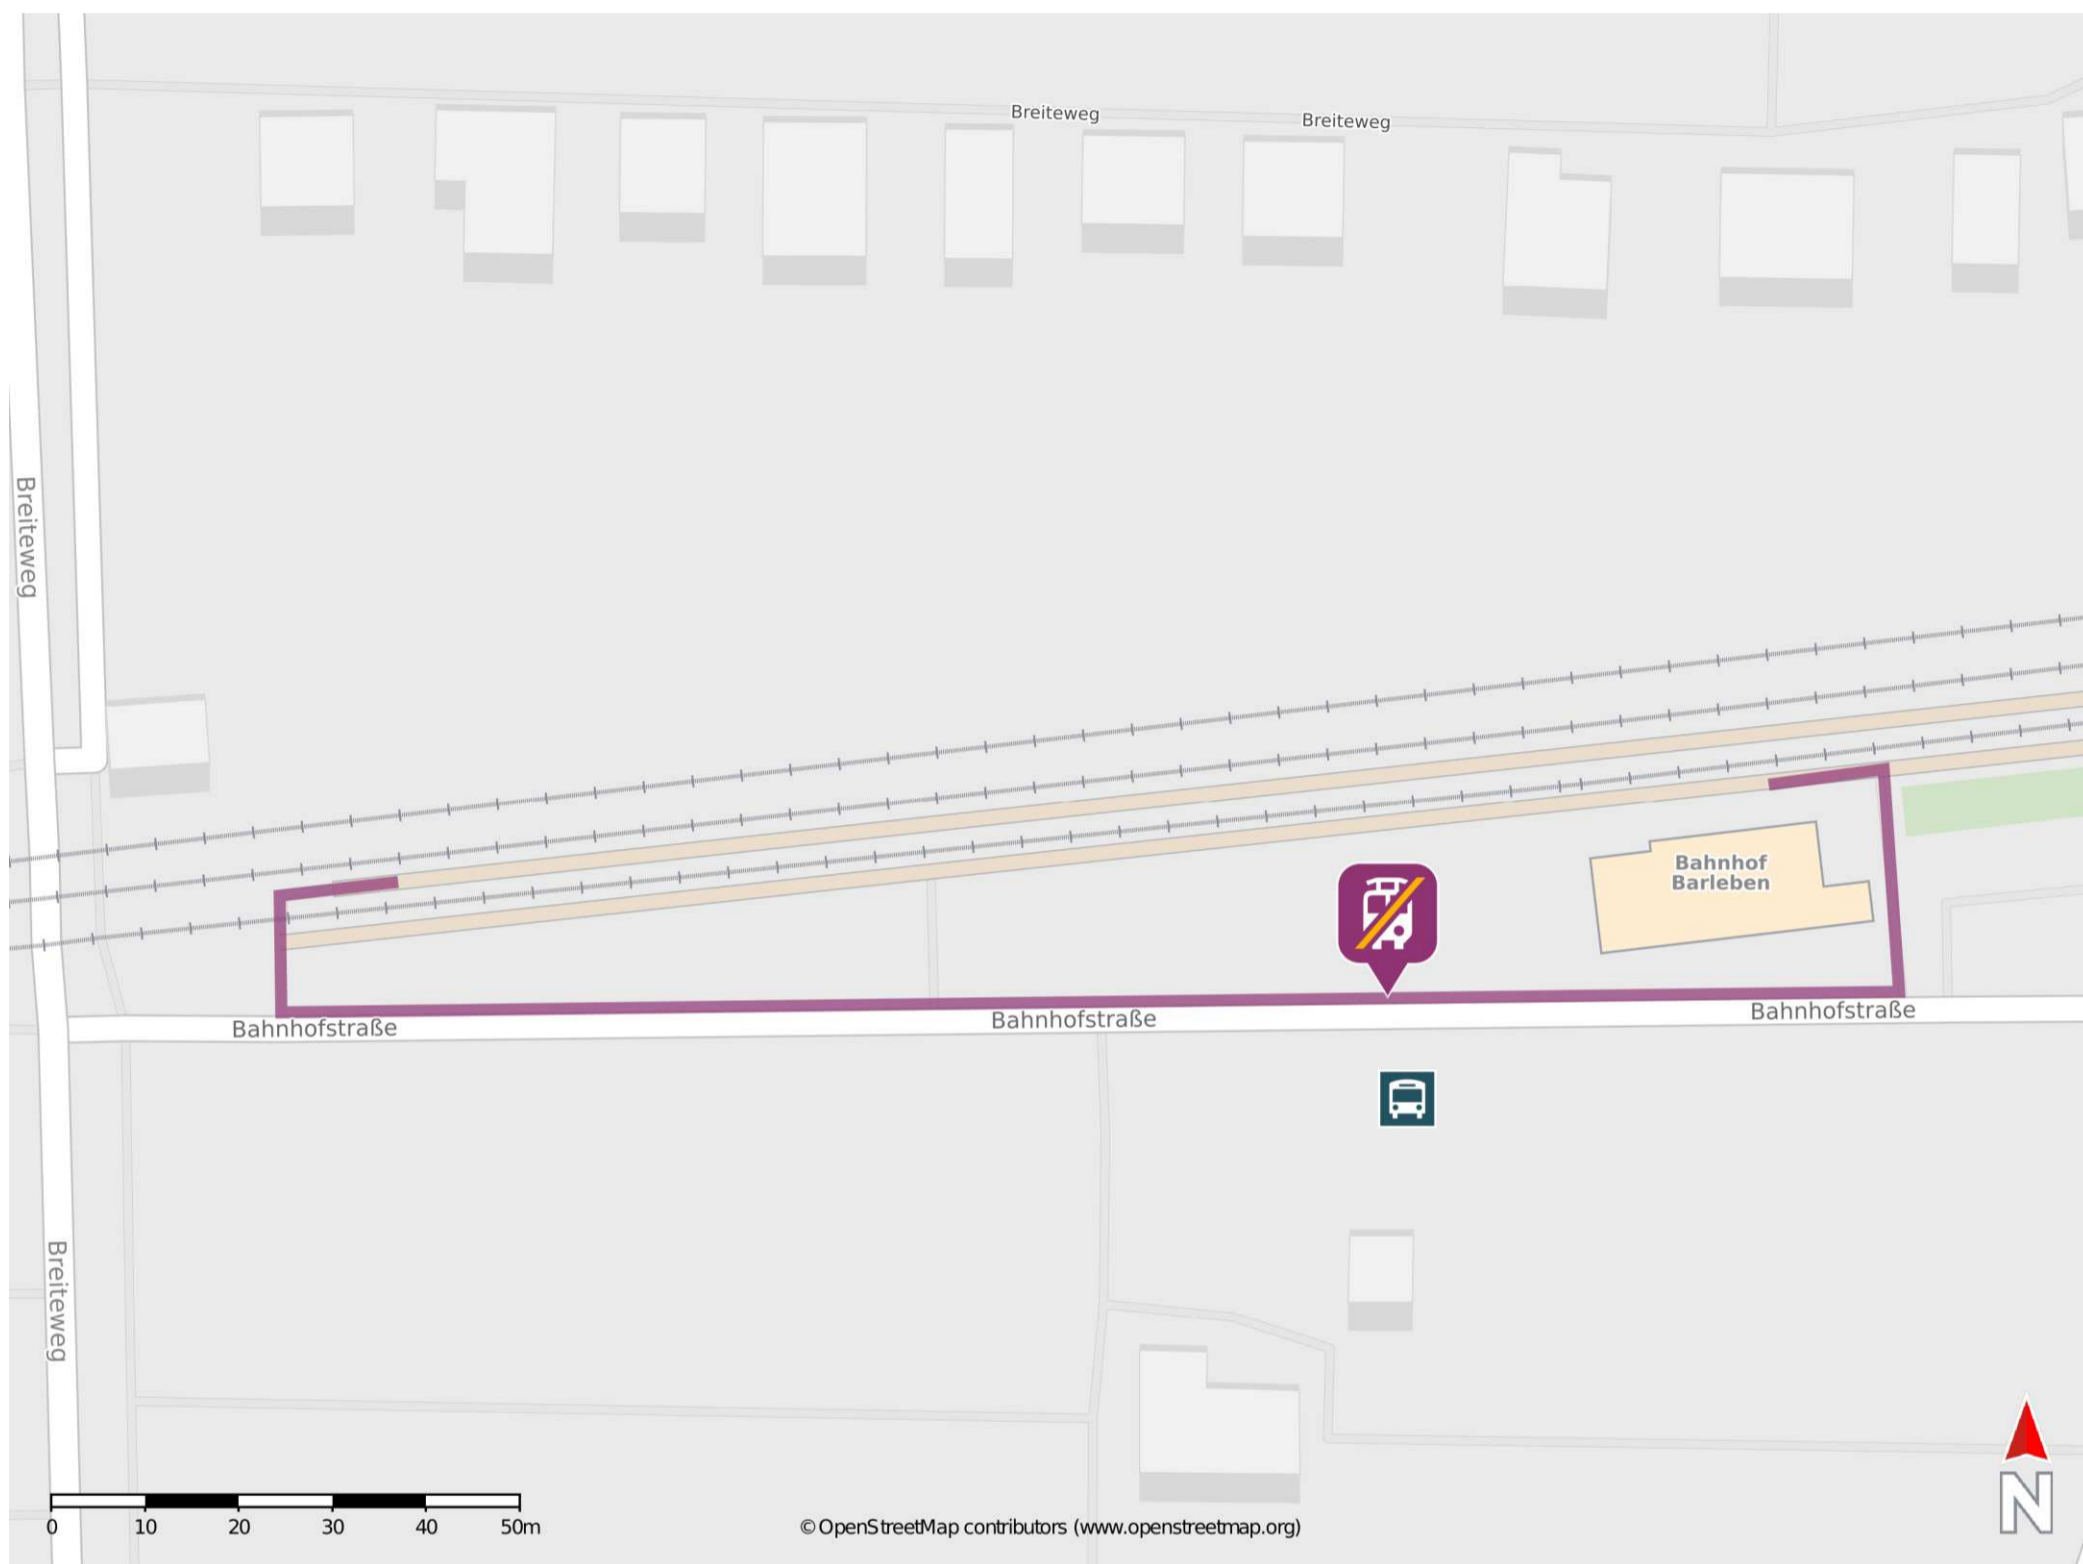 Breiteweg
Breiteweg
Breiteweg
Bahnhof
Barleben
Bahnhofstraße
Bahnhofstraße
Bahnhofstraße
Breiteweg
0 10 20 30 40 50m
© OpenStreetMap contributors (www.openstreetmap.org)
N